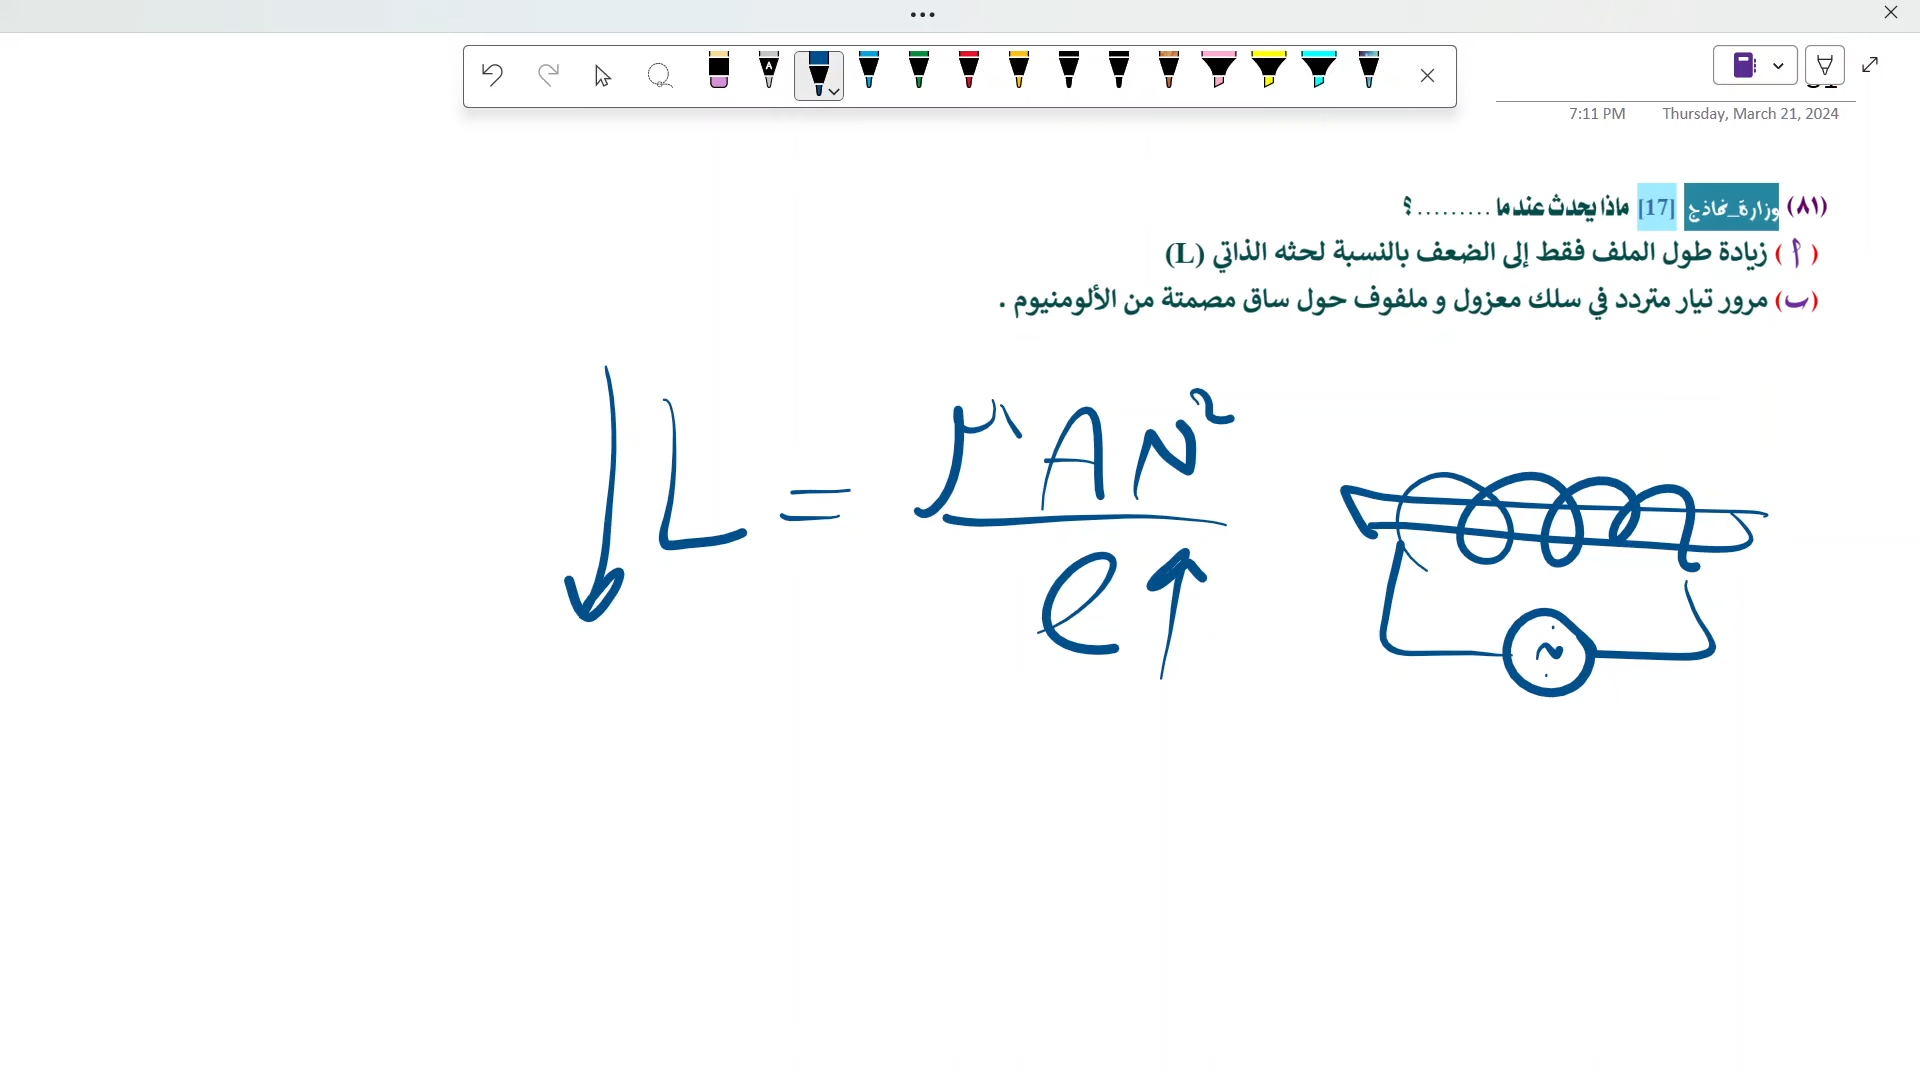 7:11 PM Thursday, March 21, 2024
(٨١) وزارة_نماذج [17] ماذا يحدث عندما ......... ؟
( أ ) زيادة طول الملف فقط إلى الضعف بالنسبة لحثه الذاتي (L)
(ب) مرور تيار متردد في سلك معزول و ملفوف حول ساق مصمتة من الألومنيوم .
↓ L = μ A N²
ℓ ↑
~